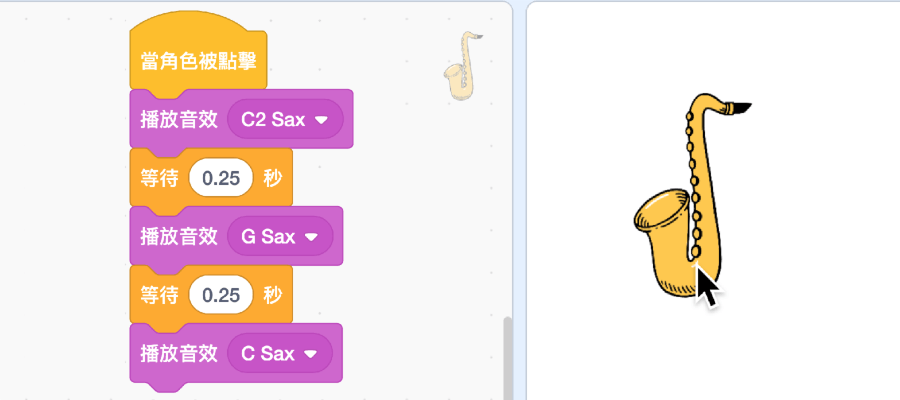 當角色被點擊
播放音效 C2 Sax
等待 0.25 秒
播放音效 G Sax
等待 0.25 秒
播放音效 C Sax